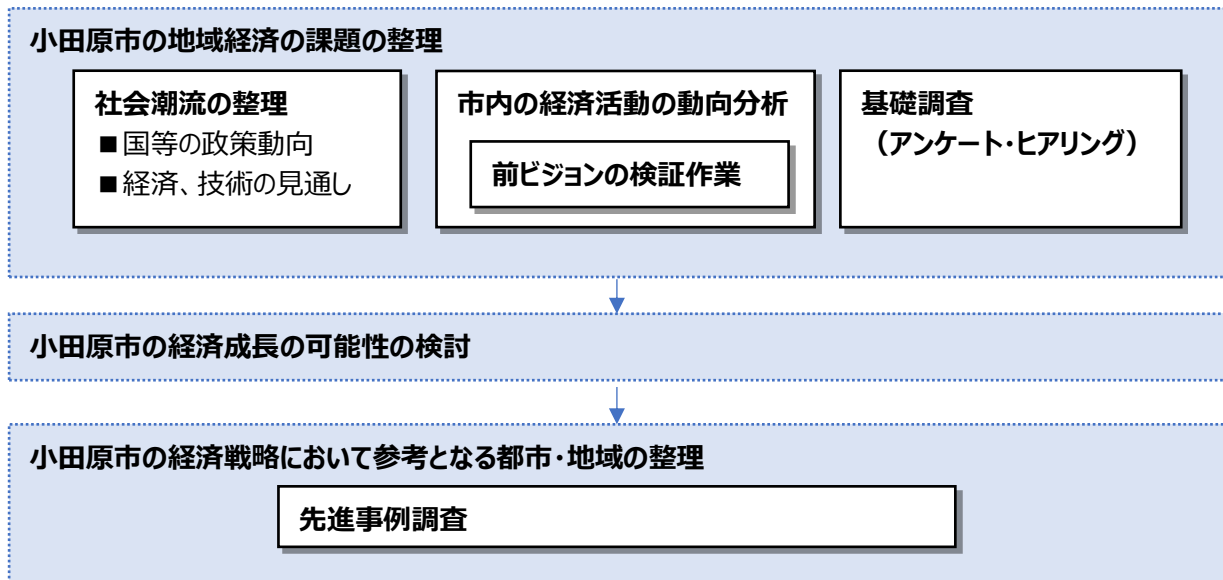 小田原市の地域経済の課題の整理
社会潮流の整理
■国等の政策動向
■経済、技術の見通し
市内の経済活動の動向分析
前ビジョンの検証作業
基礎調査
（アンケート・ヒアリング）
小田原市の経済成長の可能性の検討
小田原市の経済戦略において参考となる都市・地域の整理
先進事例調査